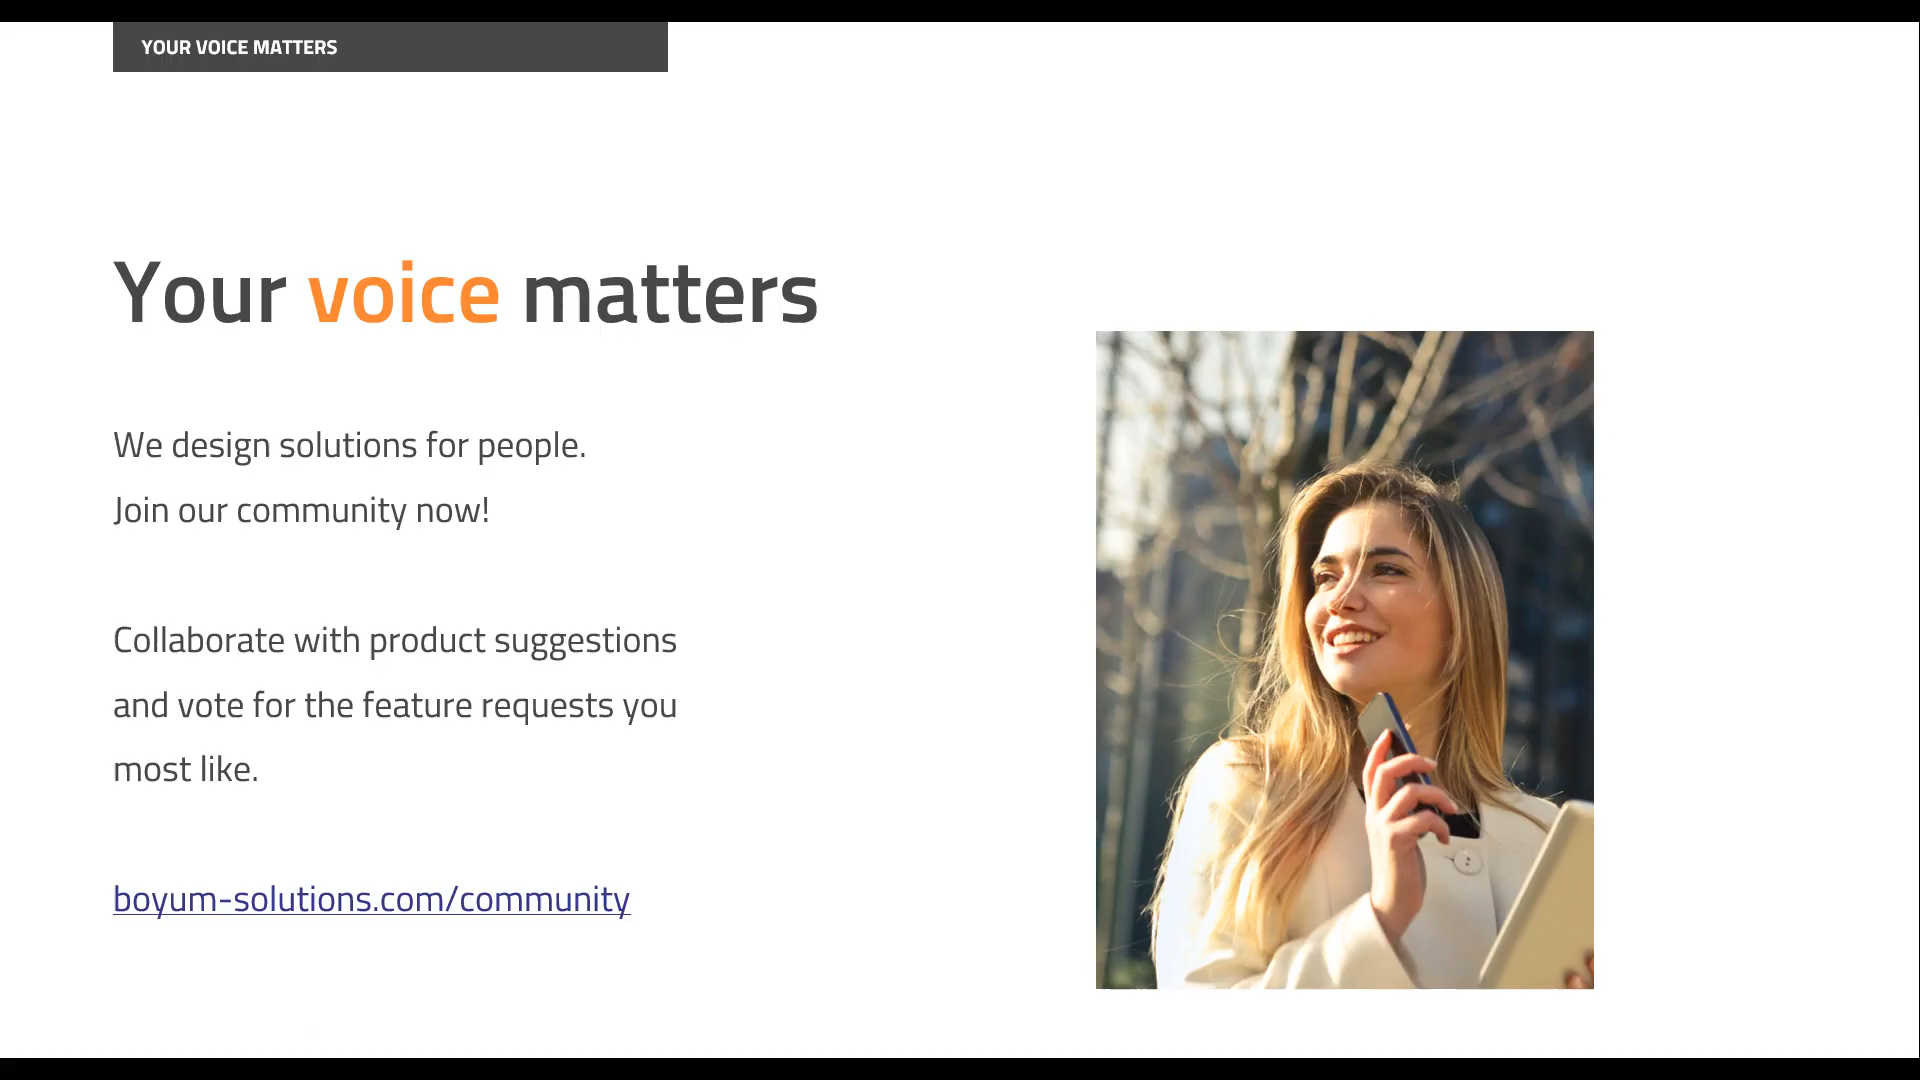 YOUR VOICE MATTERS
Your voice matters
We design solutions for people.
Join our community now!
Collaborate with product suggestions
and vote for the feature requests you
most like.
boyum-solutions.com/community